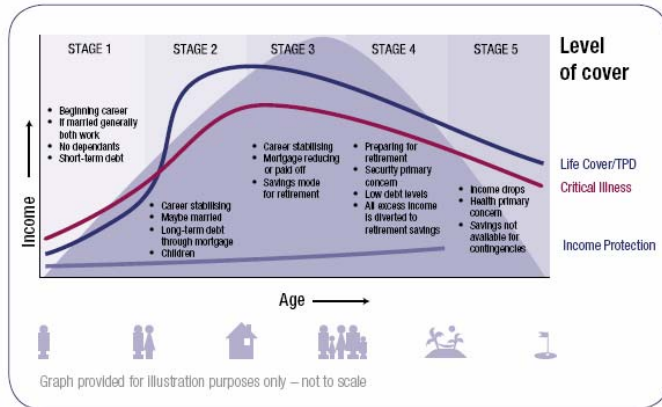 STAGE 1
STAGE 2
STAGE 3
STAGE 4
STAGE 5
Level
of cover
• Beginning career
• If married generally
both work
• No dependants
• Short-term debt
• Career stabilising
• Maybe married
• Long-term debt
through mortgage
• Children
• Career stabilising
• Mortgage reducing
or paid off
• Savings mode
for retirement
• Preparing for
retirement
• Security primary
concern
• Low debt levels
• All excess income
is diverted to
retirement savings
• Income drops
• Health primary
concern
• Savings not
available for
contingencies
Life Cover/TPD
Critical Illness
Income Protection
Income
Age
Graph provided for illustration purposes only – not to scale